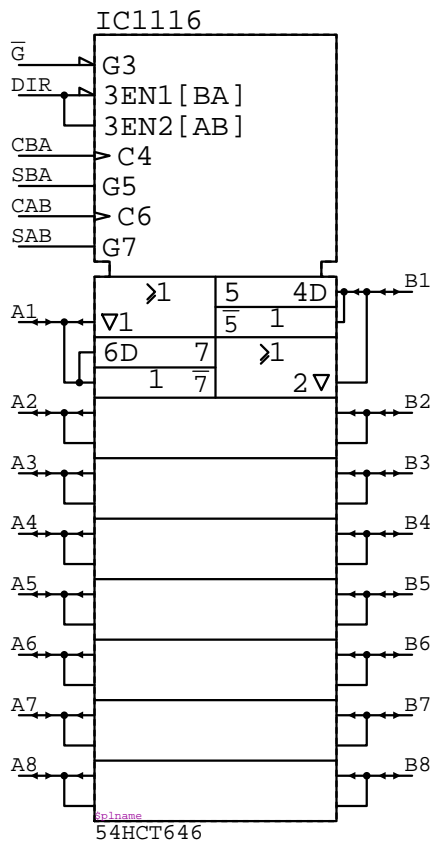 IC1116
G̅ G3
DIR 3EN1[BA]
3EN2[AB]
CBA C4
SBA G5
CAB C6
SAB G7
≥1 5 4D B1
A1 ▽1 5̅ 1
6D 7 ≥1
1 7̅ 2▽
A2 B2
A3 B3
A4 B4
A5 B5
A6 B6
A7 B7
A8 B8
Splname
54HCT646